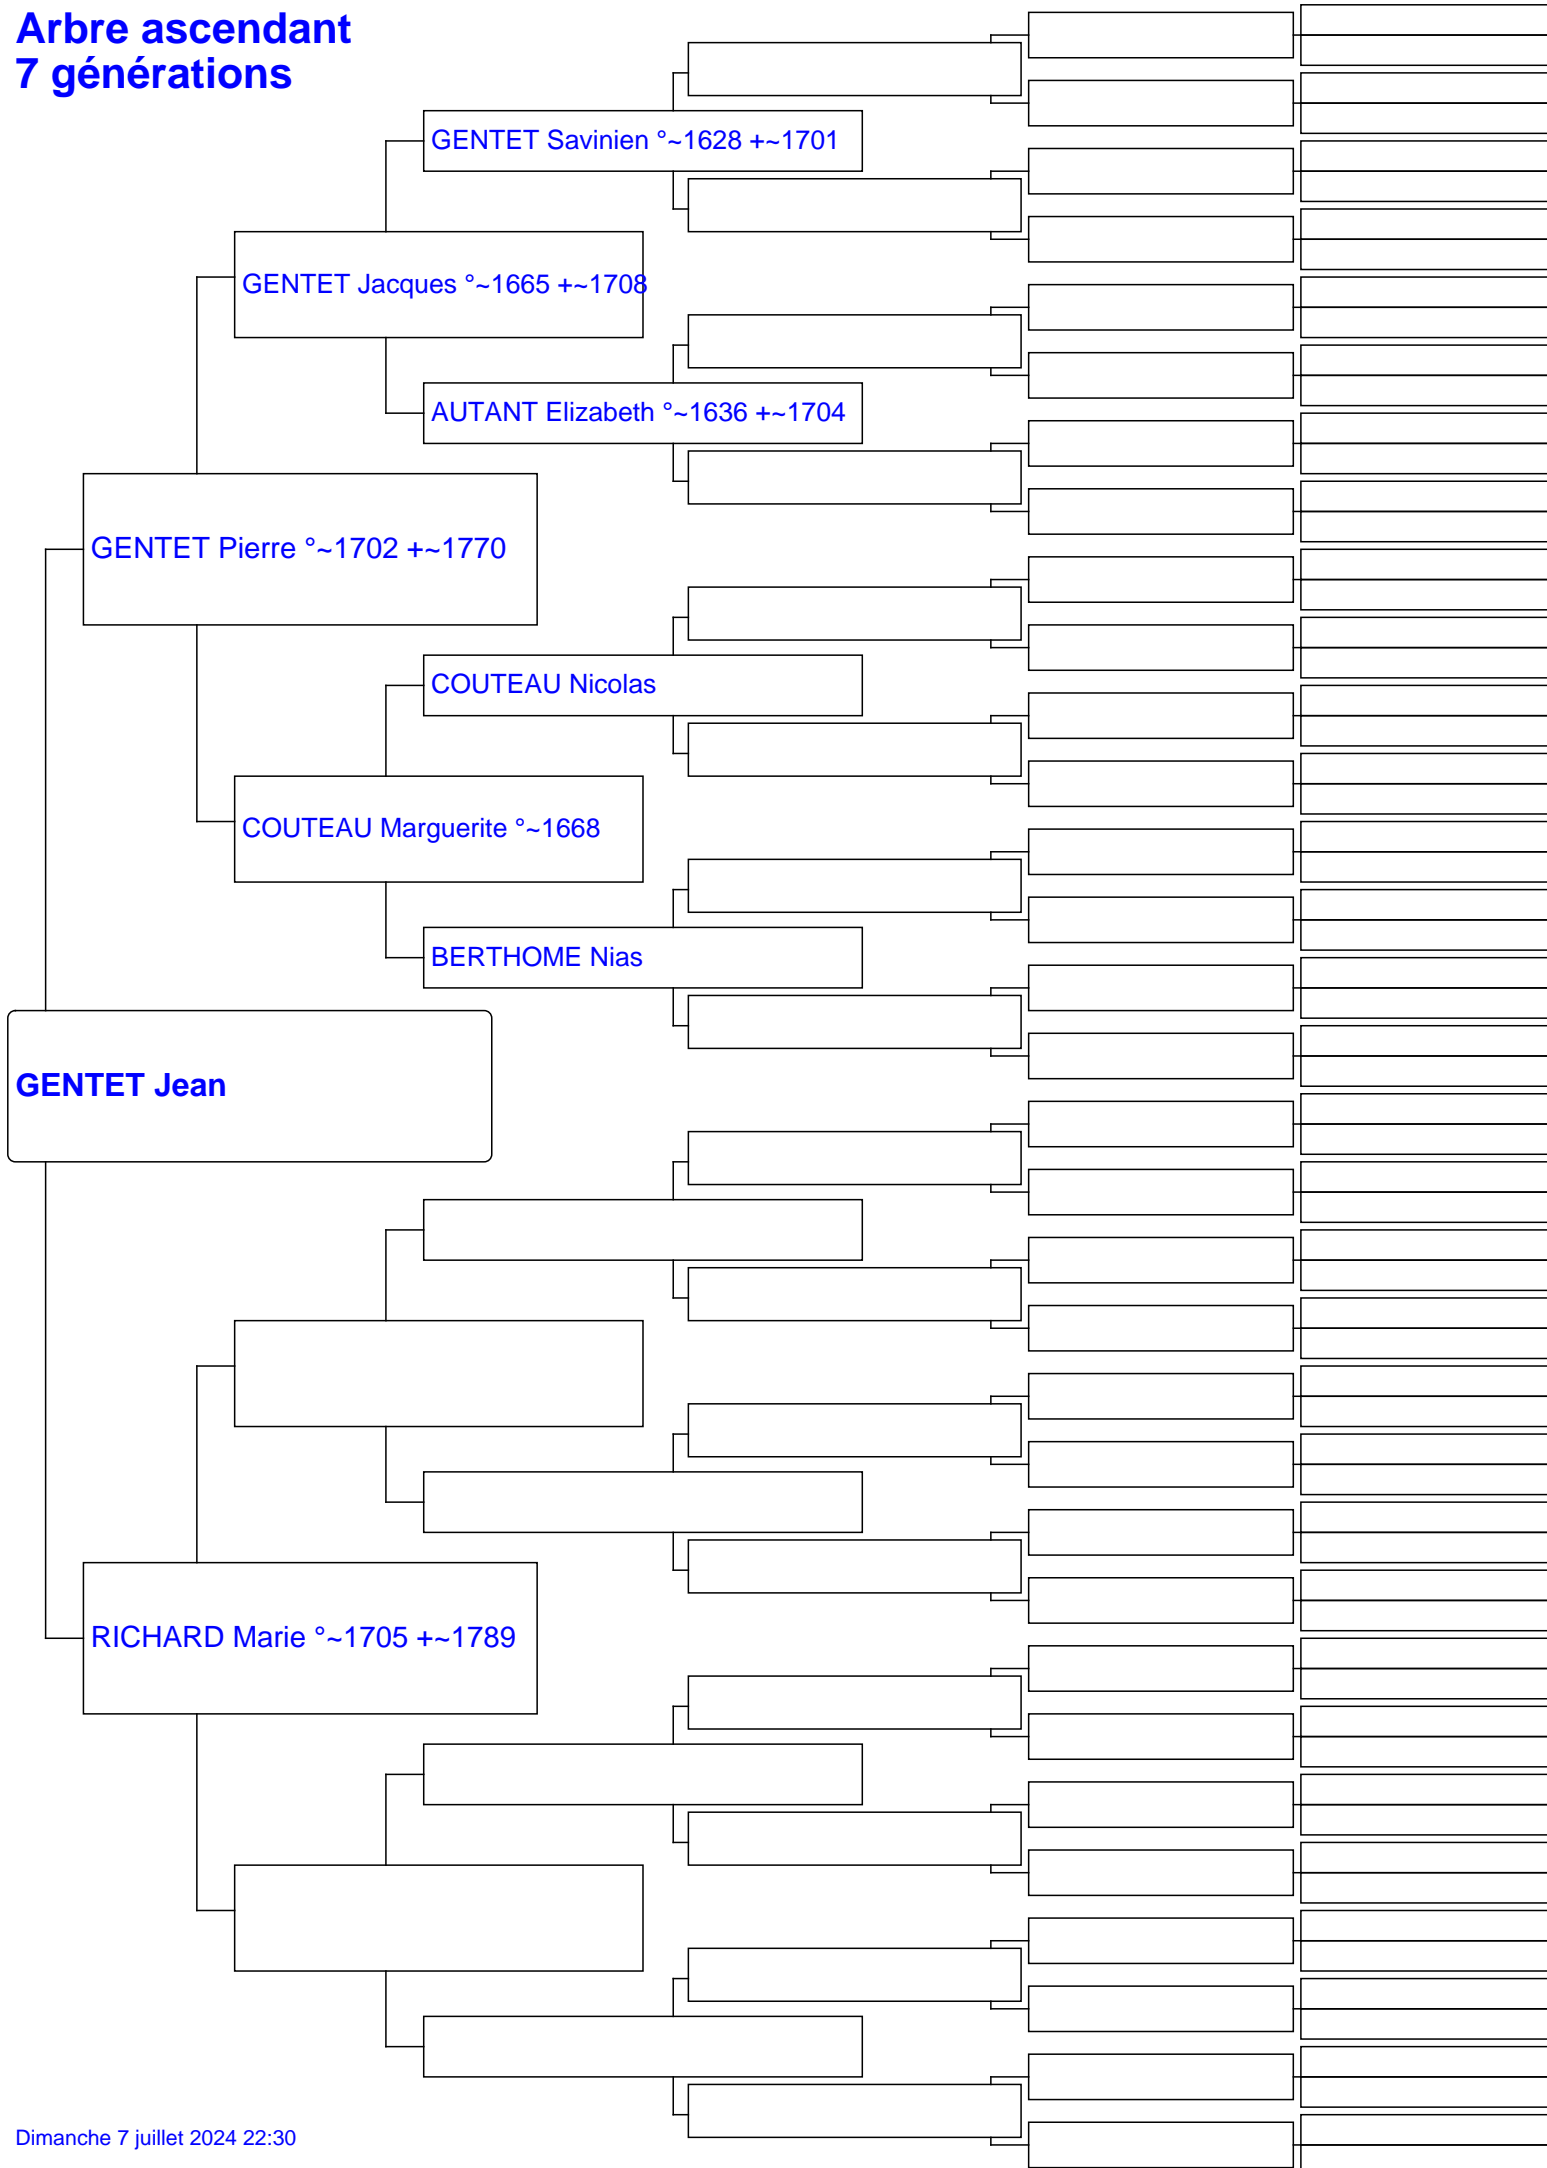 Arbre ascendant
7 générations
GENTET Savinien °~1628 +~1701
GENTET Jacques °~1665 +~1708
AUTANT Elizabeth °~1636 +~1704
GENTET Pierre °~1702 +~1770
COUTEAU Nicolas
COUTEAU Marguerite °~1668
BERTHOME Nias
GENTET Jean
RICHARD Marie °~1705 +~1789
Dimanche 7 juillet 2024 22:30